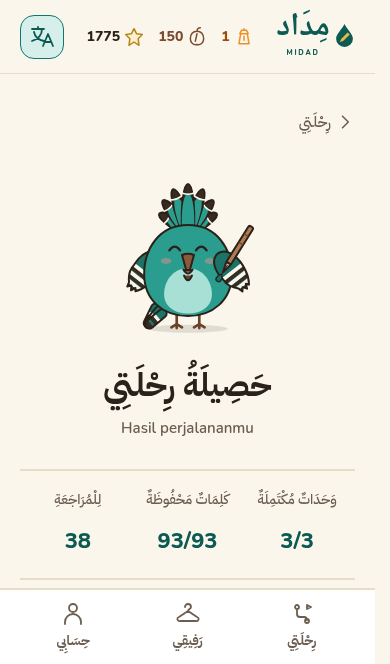 مِدَاد
MIDAD
1
150
1775
رِحْلَتِي
حَصِيلَةُ رِحْلَتِي
Hasil perjalananmu
وَحَدَاتٌ مُكْتَمِلَةٌ
كَلِمَاتٌ مَحْفُوظَةٌ
لِلْمُرَاجَعَةِ
3/3
93/93
38
رِحْلَتِي
رَفِيقِي
حِسَابِي